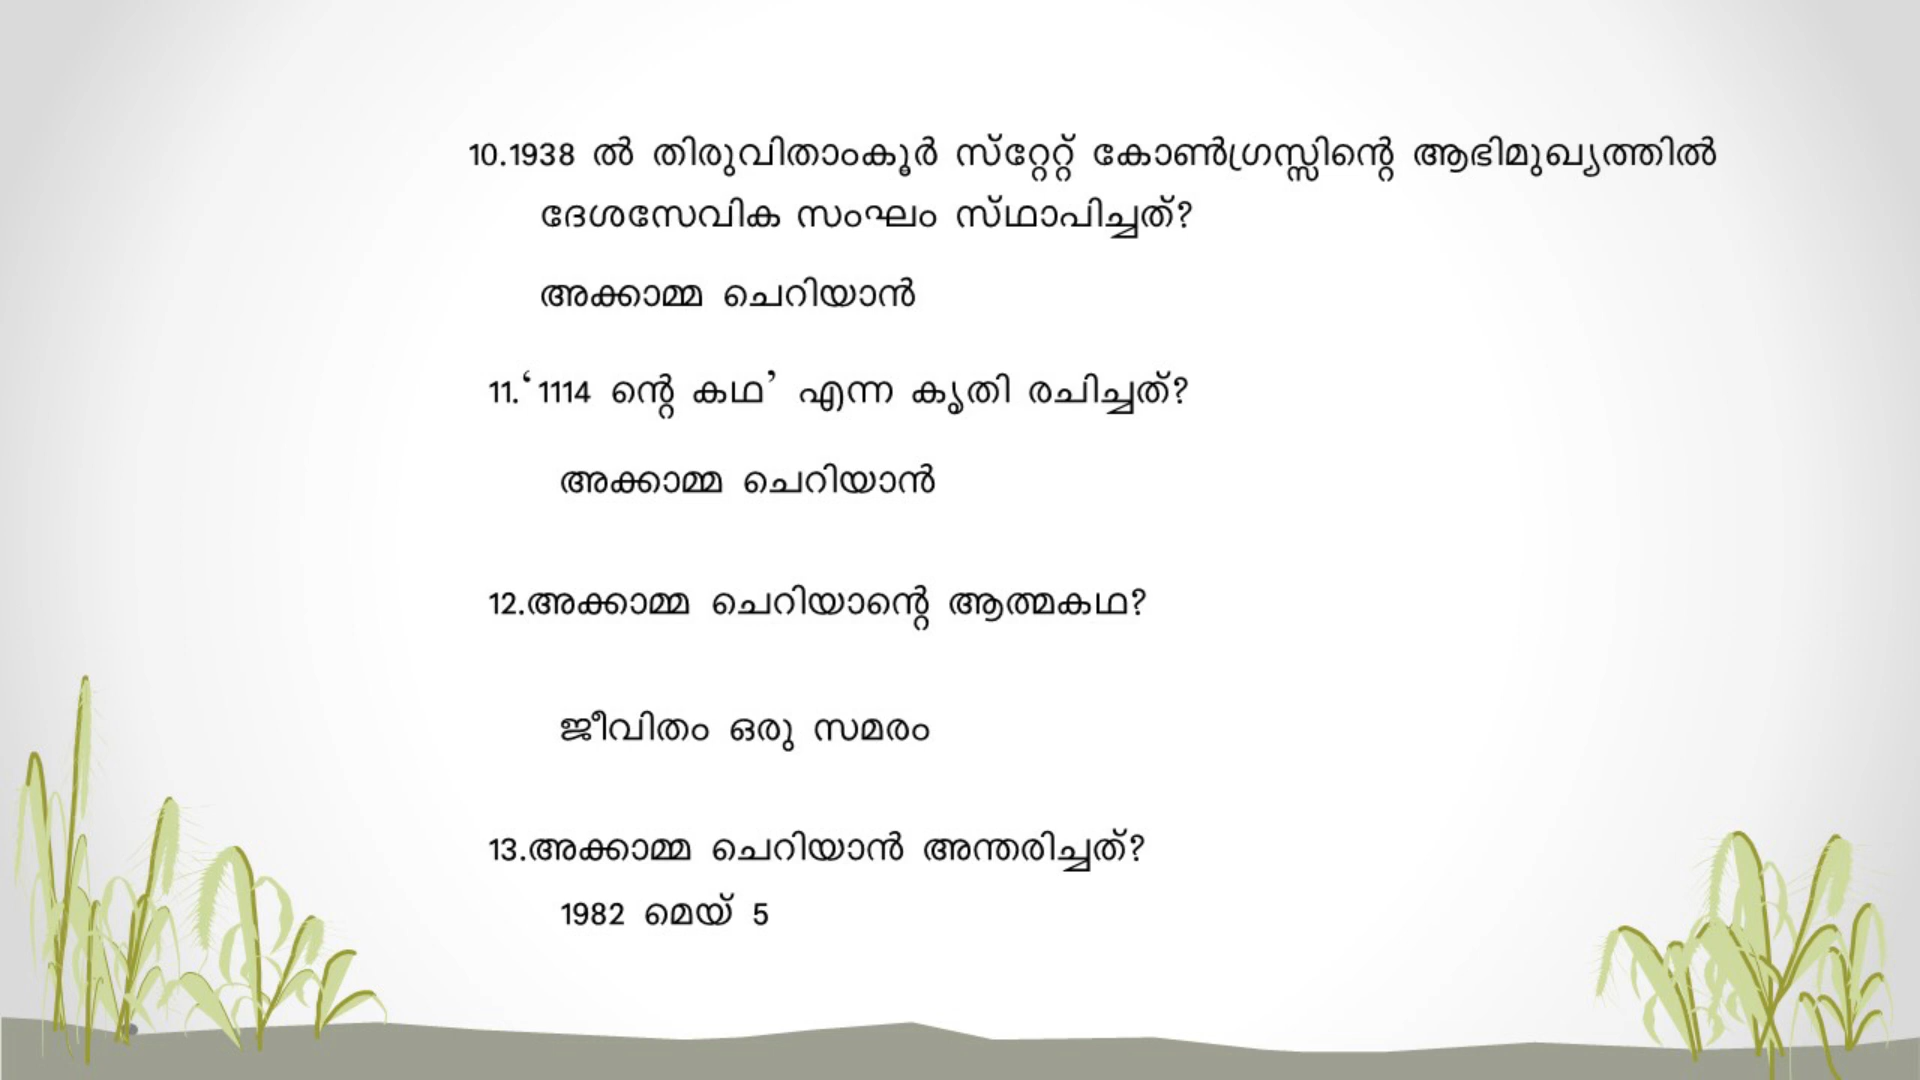 10.1938 ൽ തിരുവിതാംകൂർ സ്റ്റേറ്റ് കോൺഗ്രസ്സിന്റെ ആഭിമുഖ്യത്തിൽ
ദേശസേവിക സംഘം സ്ഥാപിച്ചത്?
അക്കാമ്മ ചെറിയാൻ
11.‘1114 ന്റെ കഥ’ എന്ന കൃതി രചിച്ചത്?
അക്കാമ്മ ചെറിയാൻ
12.അക്കാമ്മ ചെറിയാന്റെ ആത്മകഥ?
ജീവിതം ഒരു സമരം
13.അക്കാമ്മ ചെറിയാൻ അന്തരിച്ചത്?
1982 മെയ് 5